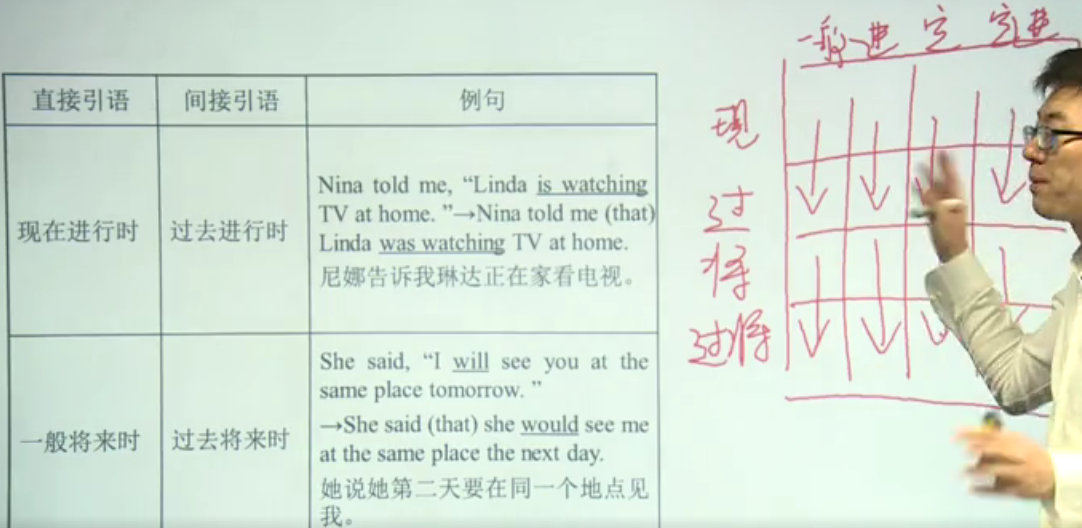 直接引语 间接引语 例句
现在进行时 过去进行时
Nina told me, “Linda is watching
TV at home. ”→Nina told me (that)
Linda was watching TV at home.
尼娜告诉我琳达正在家看电视。
一般将来时 过去将来时
She said, “I will see you at the
same place tomorrow. ”
→She said (that) she would see me
at the same place the next day.
她说她第二天要在同一个地点见
我。
一般 进 完 完进
现
过
将
过将